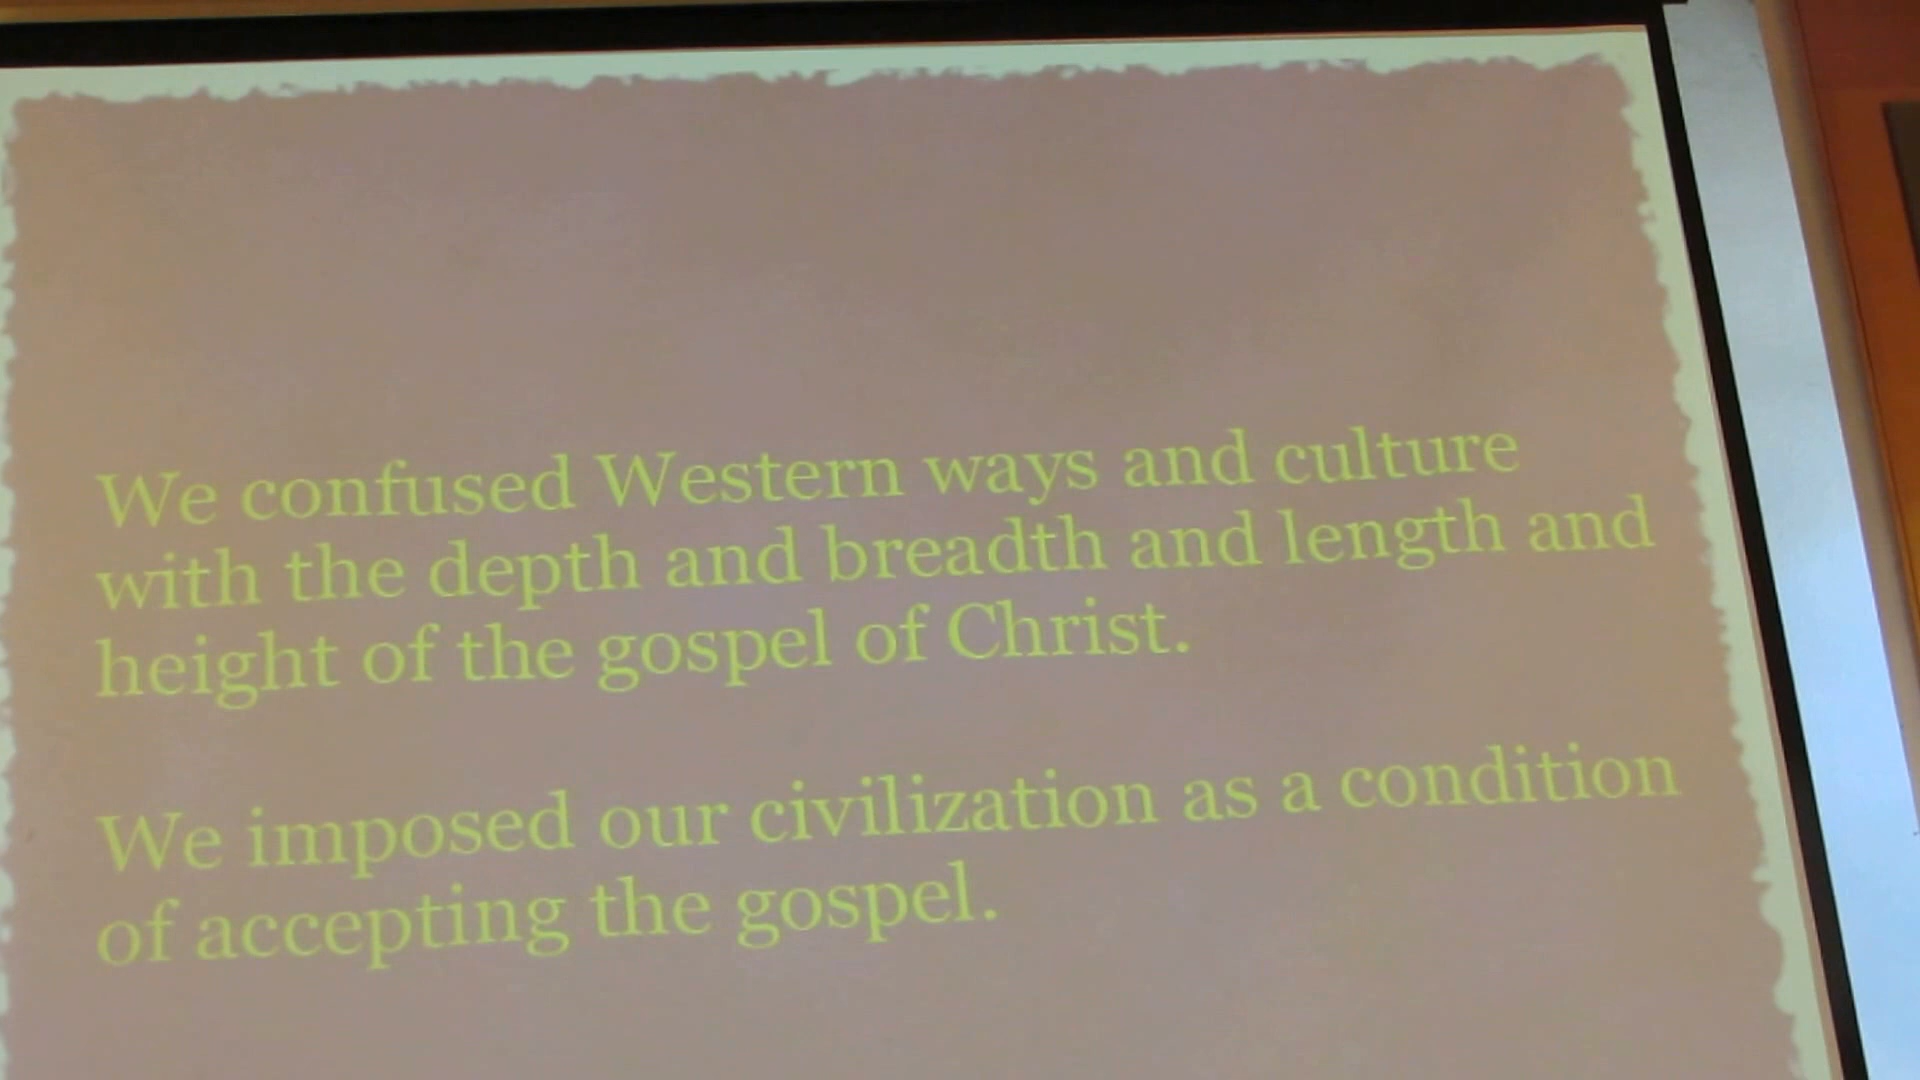 We confused Western ways and culture
with the depth and breadth and length and
height of the gospel of Christ.
We imposed our civilization as a condition
of accepting the gospel.